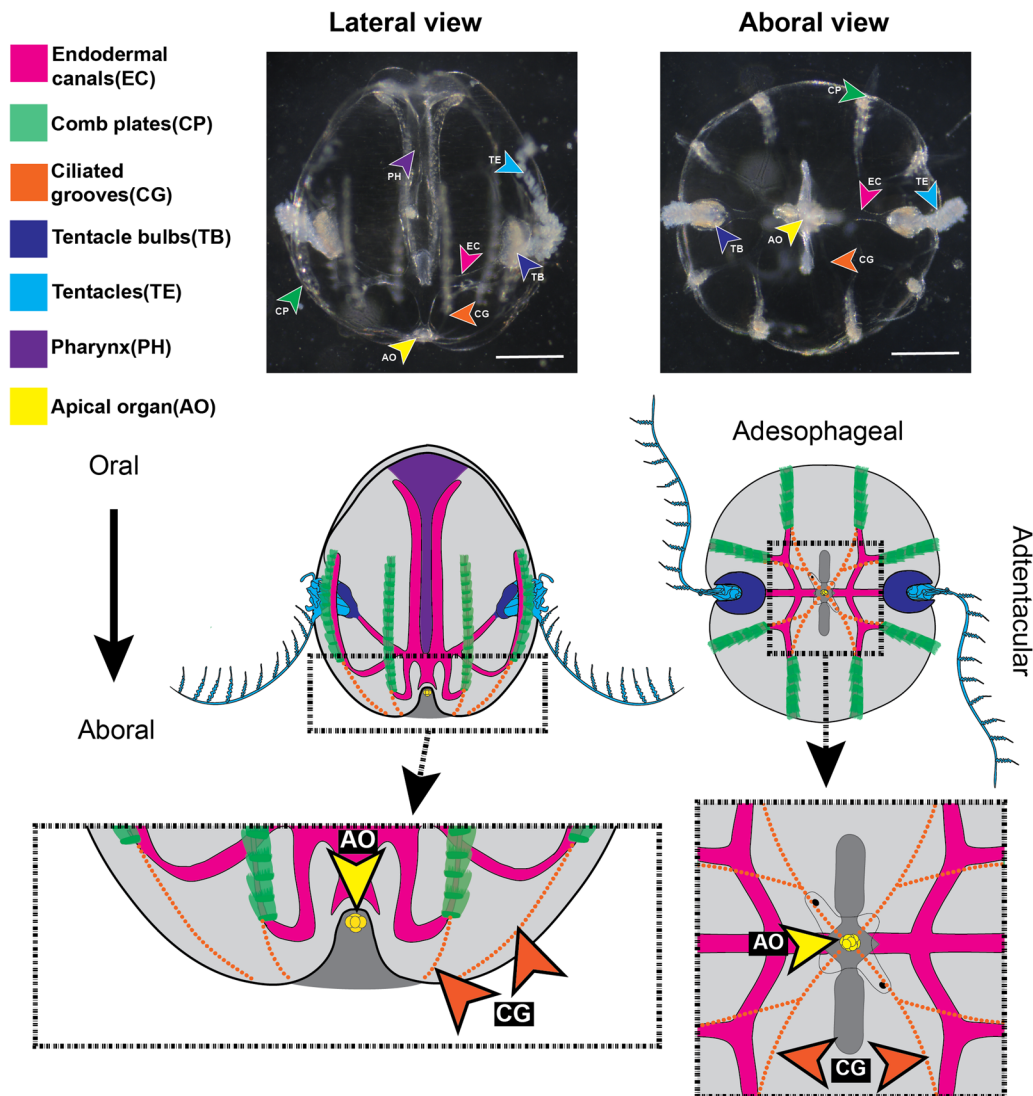 Lateral view
Aboral view
Endodermal
canals(EC)
Comb plates(CP)
Ciliated
grooves(CG)
Tentacle bulbs(TB)
Tentacles(TE)
Pharynx(PH)
Apical organ(AO)
PH
TE
EC
TB
CP
CG
AO
CP
EC
TE
TB
AO
CG
Oral
Aboral
Adesophageal
Adtentacular
AO
CG
AO
CG